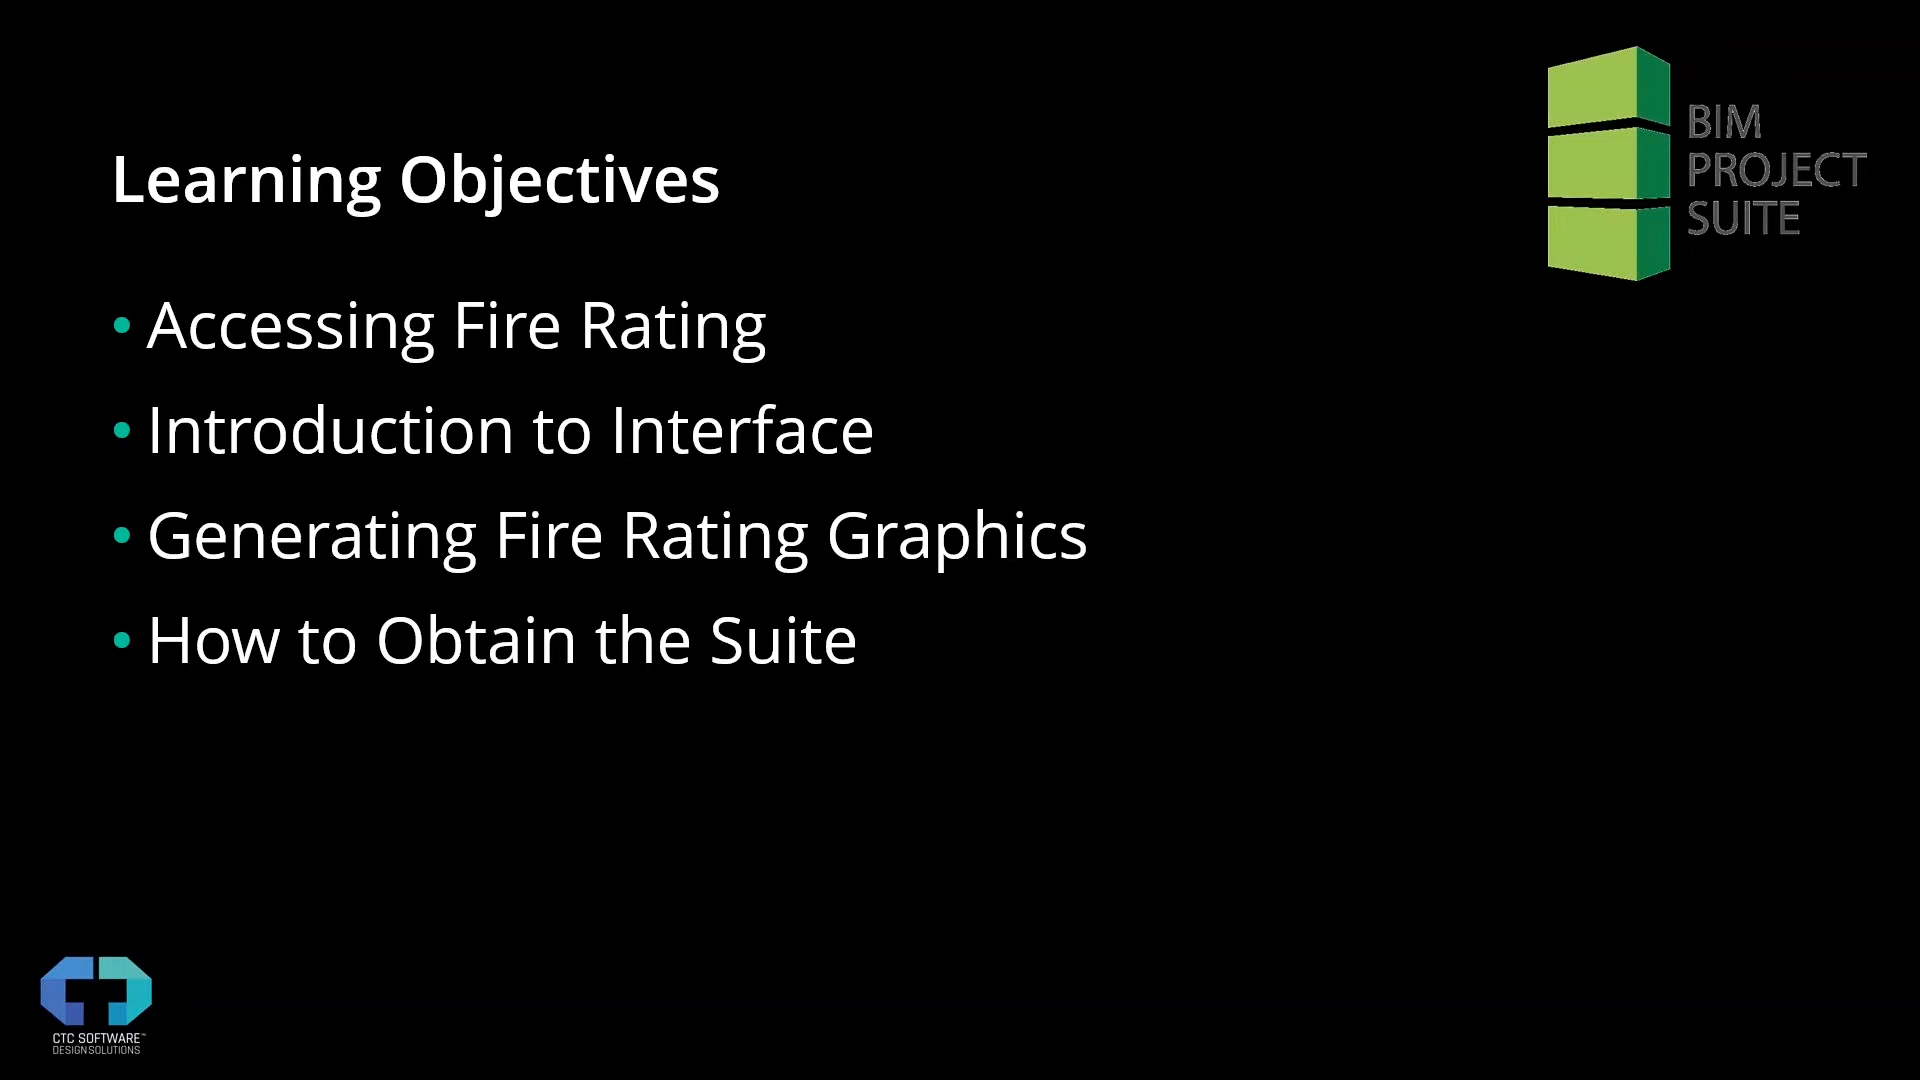 BIM
PROJECT
SUITE
Learning Objectives
• Accessing Fire Rating
• Introduction to Interface
• Generating Fire Rating Graphics
• How to Obtain the Suite
CTC SOFTWARE™
DESIGN SOLUTIONS